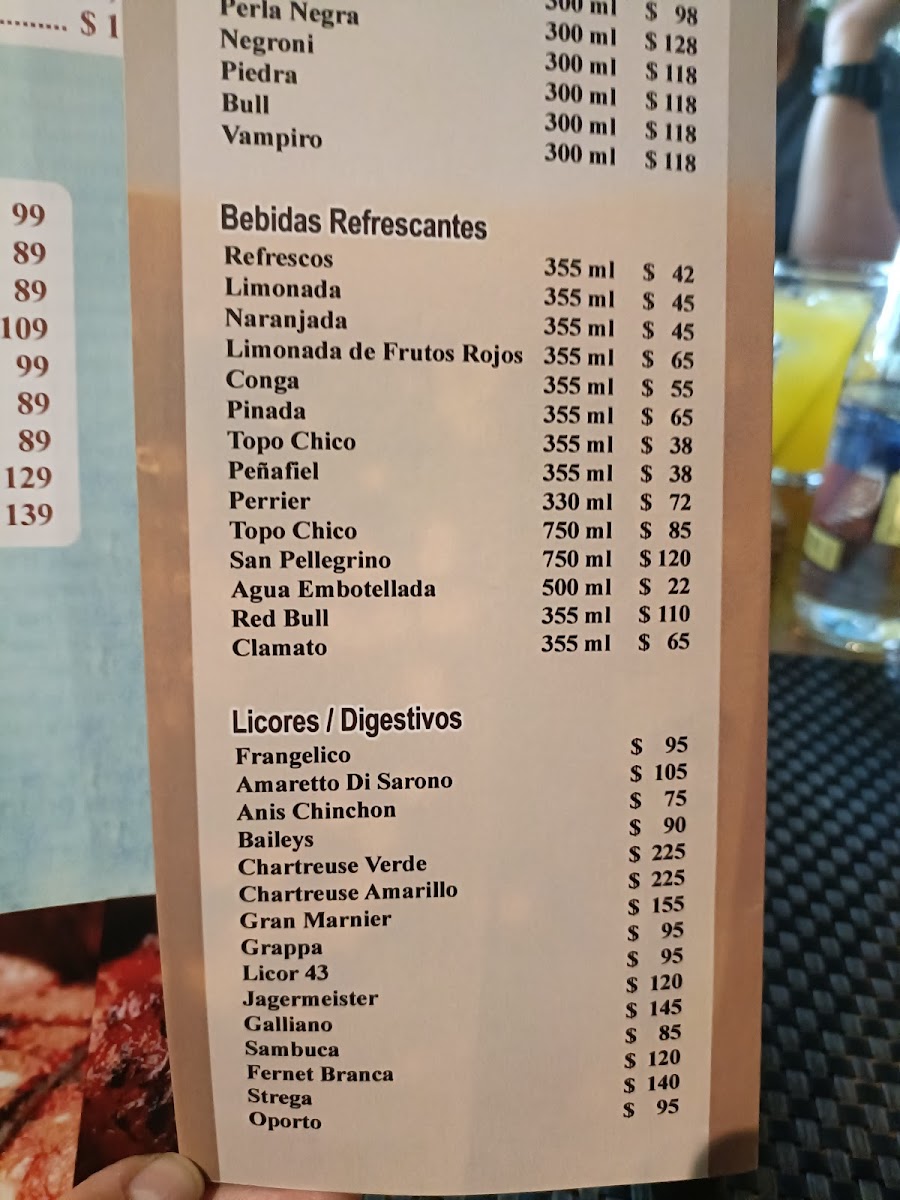 $ 1
99
89
89
109
99
89
89
129
139
300 ml $ 98
Perla Negra 300 ml $ 128
Negroni 300 ml $ 118
Piedra 300 ml $ 118
Bull 300 ml $ 118
Vampiro 300 ml $ 118
Bebidas Refrescantes
Refrescos 355 ml $ 42
Limonada 355 ml $ 45
Naranjada 355 ml $ 45
Limonada de Frutos Rojos 355 ml $ 65
Conga 355 ml $ 55
Pinada 355 ml $ 65
Topo Chico 355 ml $ 38
Peñafiel 355 ml $ 38
Perrier 330 ml $ 72
Topo Chico 750 ml $ 85
San Pellegrino 750 ml $ 120
Agua Embotellada 500 ml $ 22
Red Bull 355 ml $ 110
Clamato 355 ml $ 65
Licores / Digestivos
Frangelico $ 95
Amaretto Di Sarono $ 105
Anis Chinchon $ 75
Baileys $ 90
Chartreuse Verde $ 225
Chartreuse Amarillo $ 225
Gran Marnier $ 155
Grappa $ 95
Licor 43 $ 95
Jagermeister $ 120
Galliano $ 145
Sambuca $ 85
Fernet Branca $ 120
Strega $ 140
Oporto $ 95